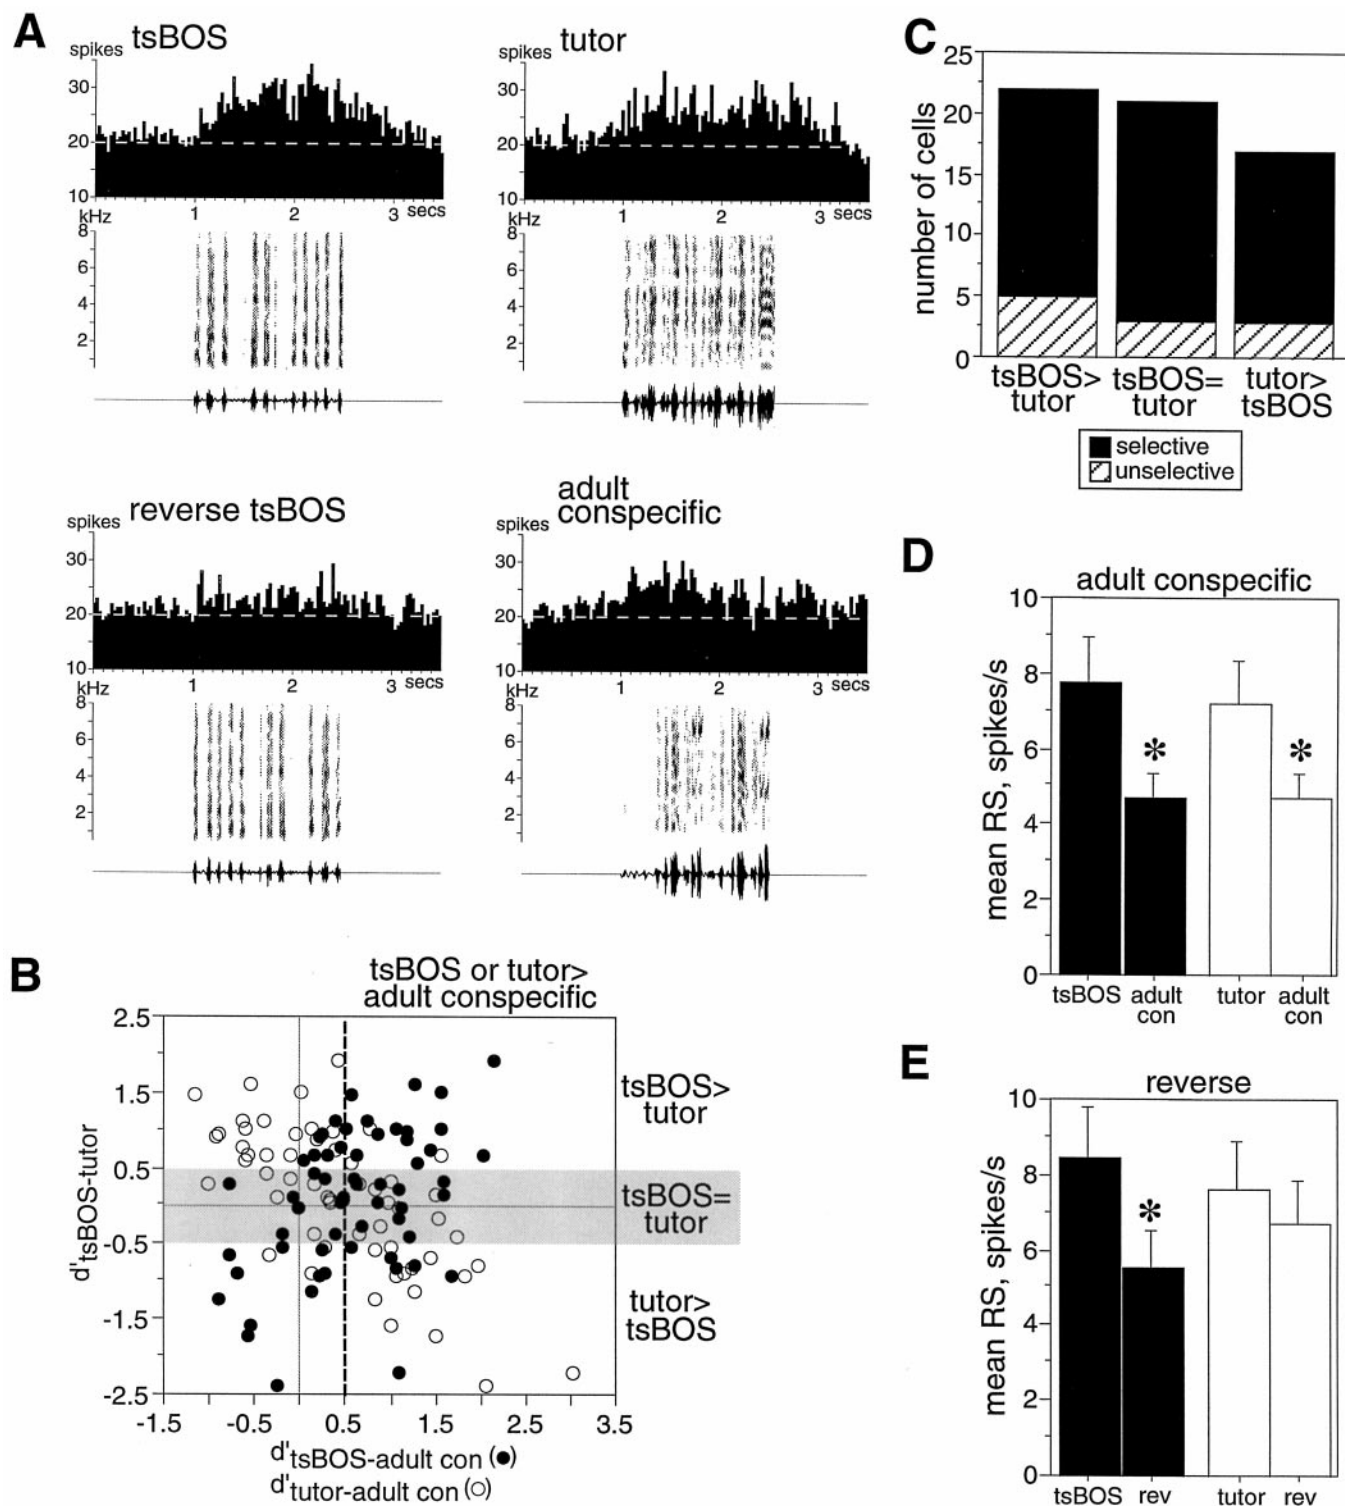 A
tsBOS
spikes
30
20
10
1 2 3 secs
kHz
8
6
4
2
tutor
spikes
30
20
10
1 2 3 secs
kHz
8
6
4
2
reverse tsBOS
spikes
30
20
10
1 2 3 secs
kHz
8
6
4
2
adult
conspecific
spikes
30
20
10
1 2 3 secs
kHz
8
6
4
2
B
tsBOS or tutor>
adult conspecific
2.5
1.5
0.5
-0.5
-1.5
-2.5
d'tsBOS-tutor
tsBOS>
tutor
tsBOS=
tutor
tutor>
tsBOS
-1.5 -0.5 0.5 1.5 2.5 3.5
d'tsBOS-adult con (●)
d'tutor-adult con (○)
C
25
20
15
10
5
0
number of cells
tsBOS> tsBOS= tutor>
tutor tutor tsBOS
selective
unselective
D
adult conspecific
10
8
6
4
2
0
mean RS, spikes/s
*
*
tsBOS adult tutor adult
con con
E
reverse
10
8
6
4
2
0
mean RS, spikes/s
*
tsBOS rev tutor rev